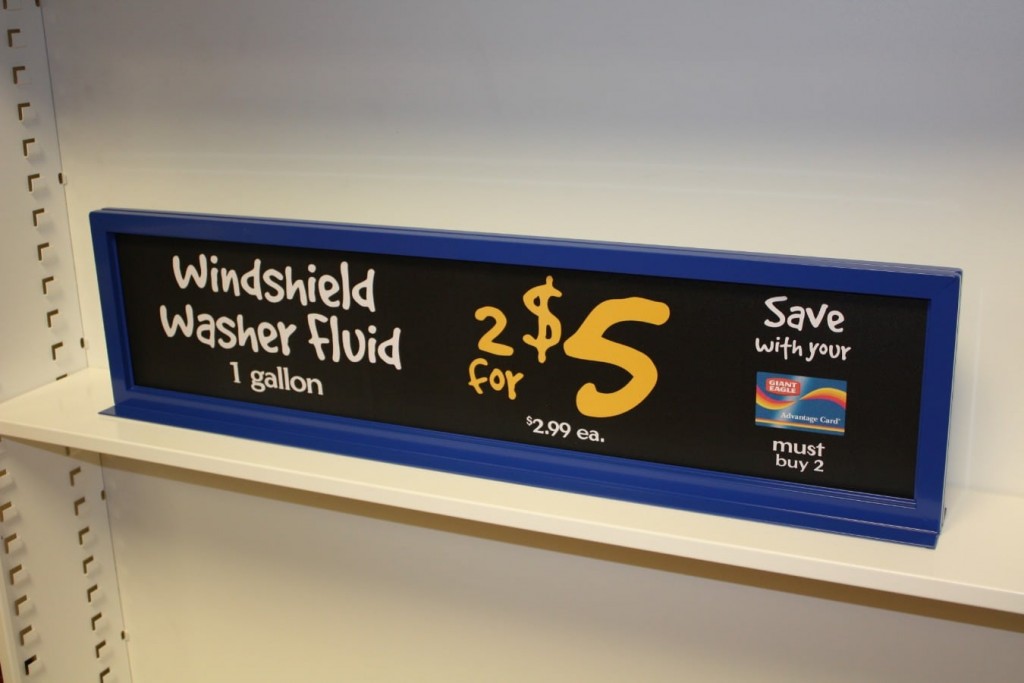 Windshield
Washer Fluid
1 gallon
2 $5
for
$2.99 ea.
Save
with your
GIANT
EAGLE
Advantage Card®
must
buy 2